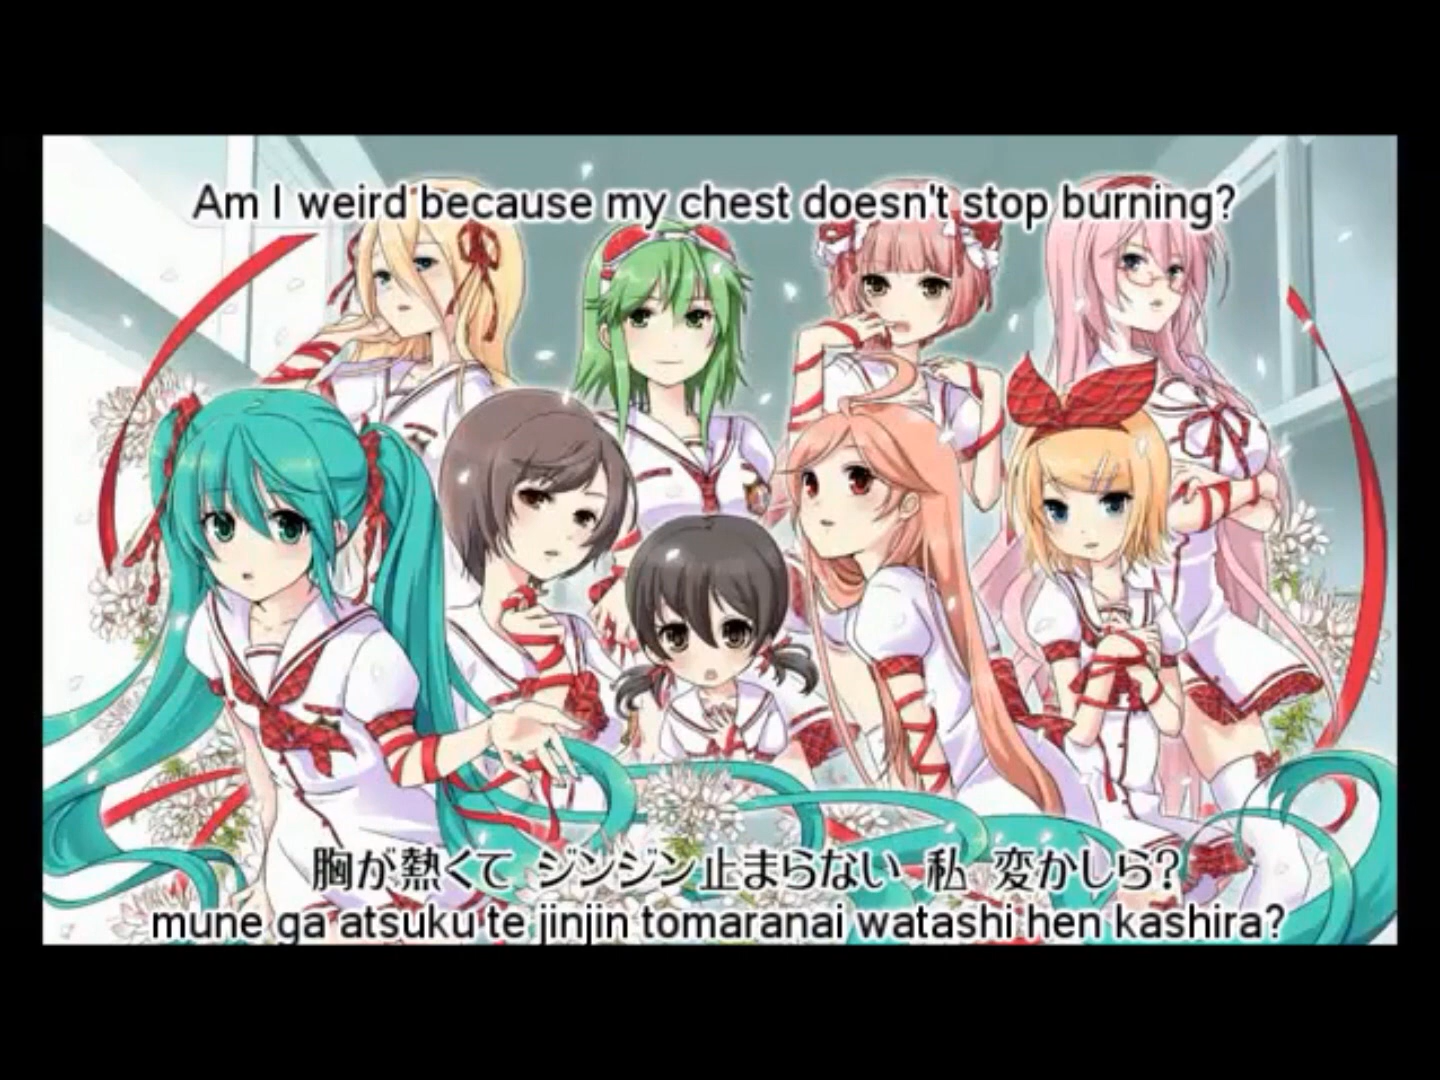 Am I weird because my chest doesn't stop burning?
胸が熱くて ジンジン止まらない 私 変かしら?
mune ga atsuku te jinjin tomaranai watashi hen kashira?